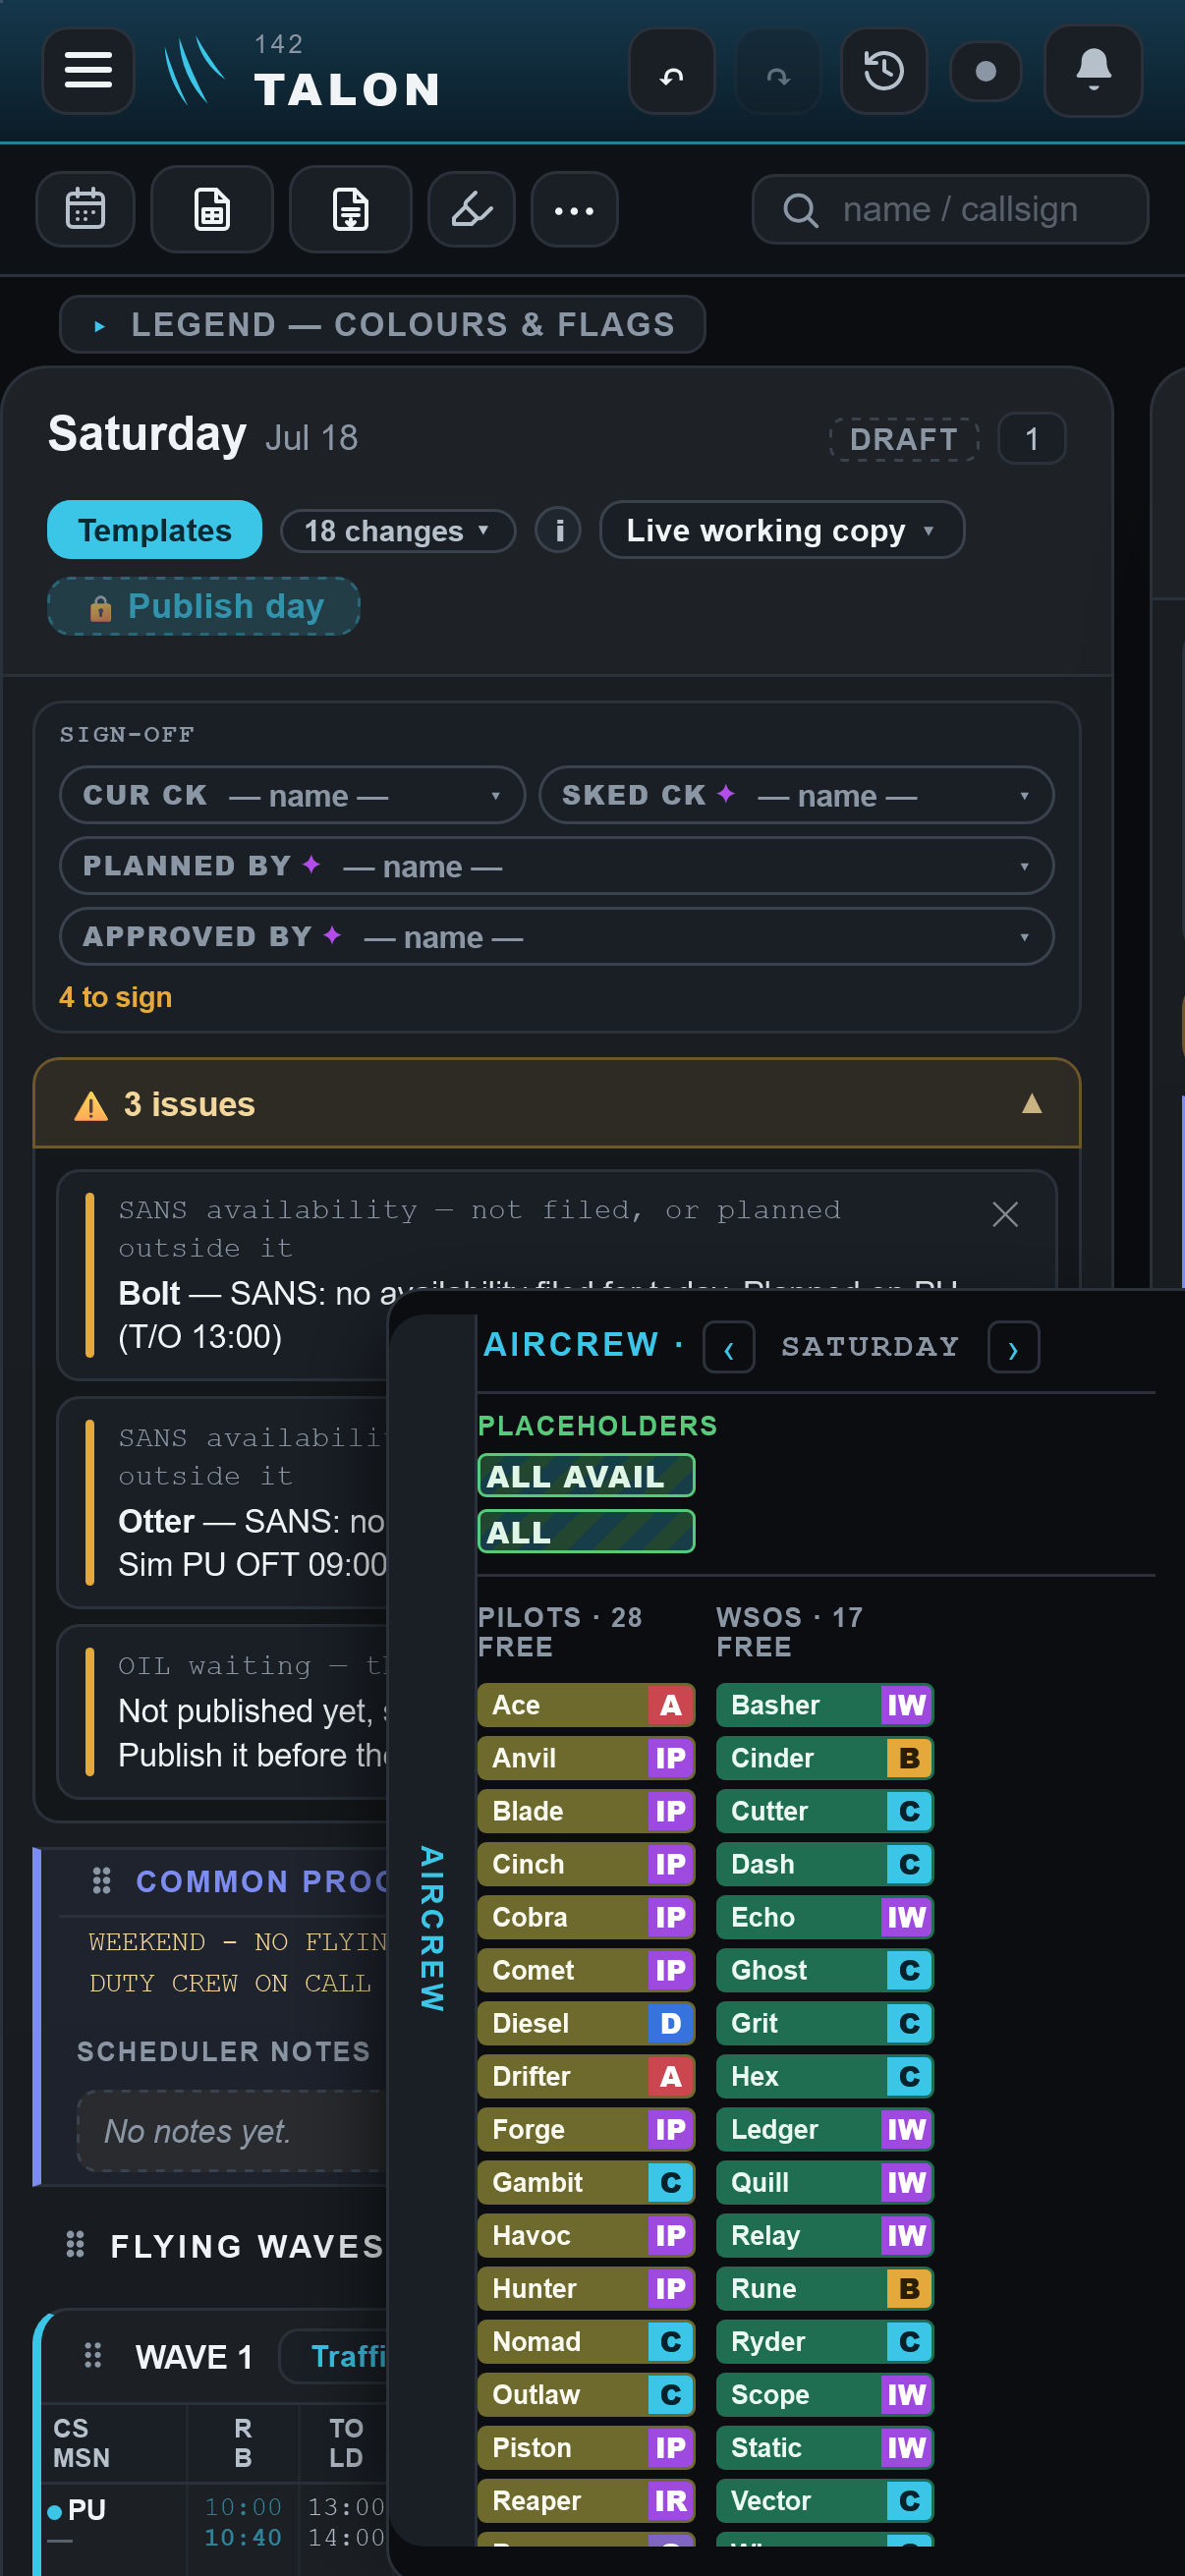 142
TALON
name / callsign
LEGEND — COLOURS & FLAGS
Saturday Jul 18
DRAFT 1
Templates 18 changes i Live working copy
Publish day
SIGN-OFF
CUR CK — name —
SKED CK — name —
PLANNED BY — name —
APPROVED BY — name —
4 to sign
3 issues
SANS availability — not filed, or planned
outside it
Bolt — SANS: no availability filed for today. Planned on PU
(T/O 13:00)
outside it
Otter — SANS: no
Sim PU OFT 09:00
OIL waiting —
Not published yet,
Publish it before
COMMON
WEEKEND - NO
DUTY CREW ON CALL
SCHEDULER NOTES
No notes yet.
FLYING WAVES
WAVE 1
CS R TO
MSN B LD
PU 10:00 13:00
— 10:40 14:00
AIRCREW
AIRCREW · ‹ SATURDAY ›
PLACEHOLDERS
ALL AVAIL
ALL
PILOTS · 28
FREE
WSOS · 17
FREE
Ace A Basher IW
Anvil IP Cinder B
Blade IP Cutter C
Cinch IP Dash C
Cobra IP Echo IW
Comet IP Ghost C
Diesel D Grit C
Drifter A Hex C
Forge IP Ledger IW
Gambit C Quill IW
Havoc IP Relay IW
Hunter IP Rune B
Nomad C Ryder C
Outlaw C Scope IW
Piston IP Static IW
Reaper IR Vector C